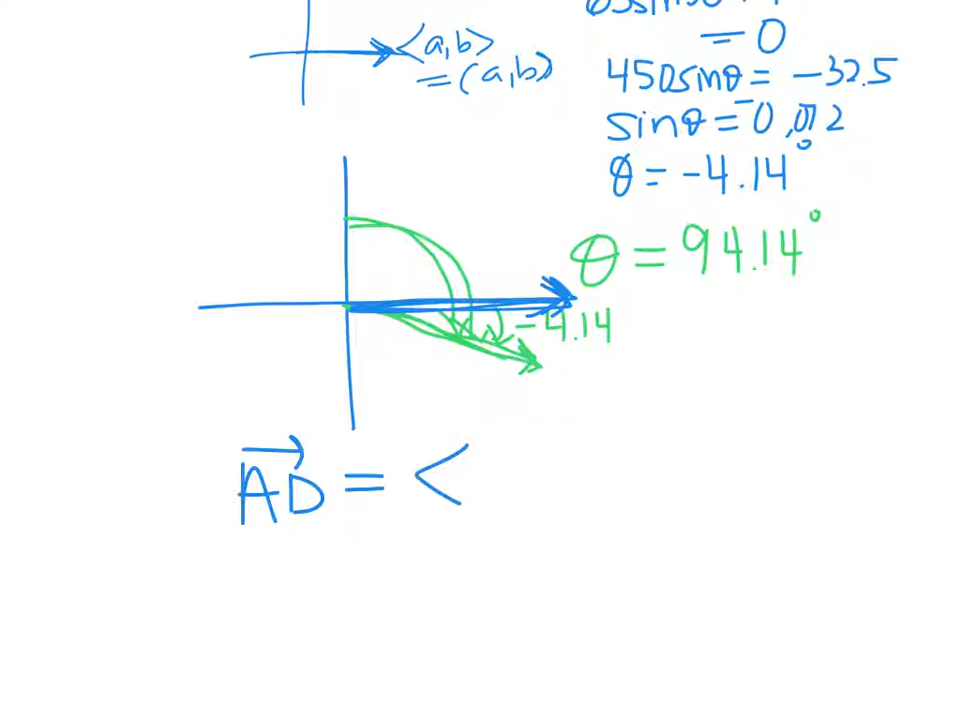 = 0
<a,b>
= (a,b)
450sinθ = -32.5
sinθ = -0.072
θ = -4.14°
θ = 94.14°
-4.14
AD = <